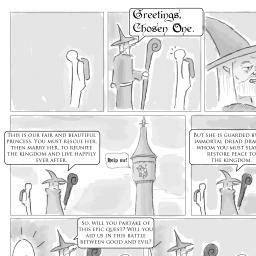 Greetings,
Chosen One.
This is our fair and beautiful
princess. You must rescue her,
then marry her, to reunite
the kingdom and live happily
ever after.
Help me!
But she is guarded b
immortal dread dra
whom you must sla
restore peace to
the kingdom.
So, will you partake of
this epic quest? Will you
aid us in this battle
between good and evil?